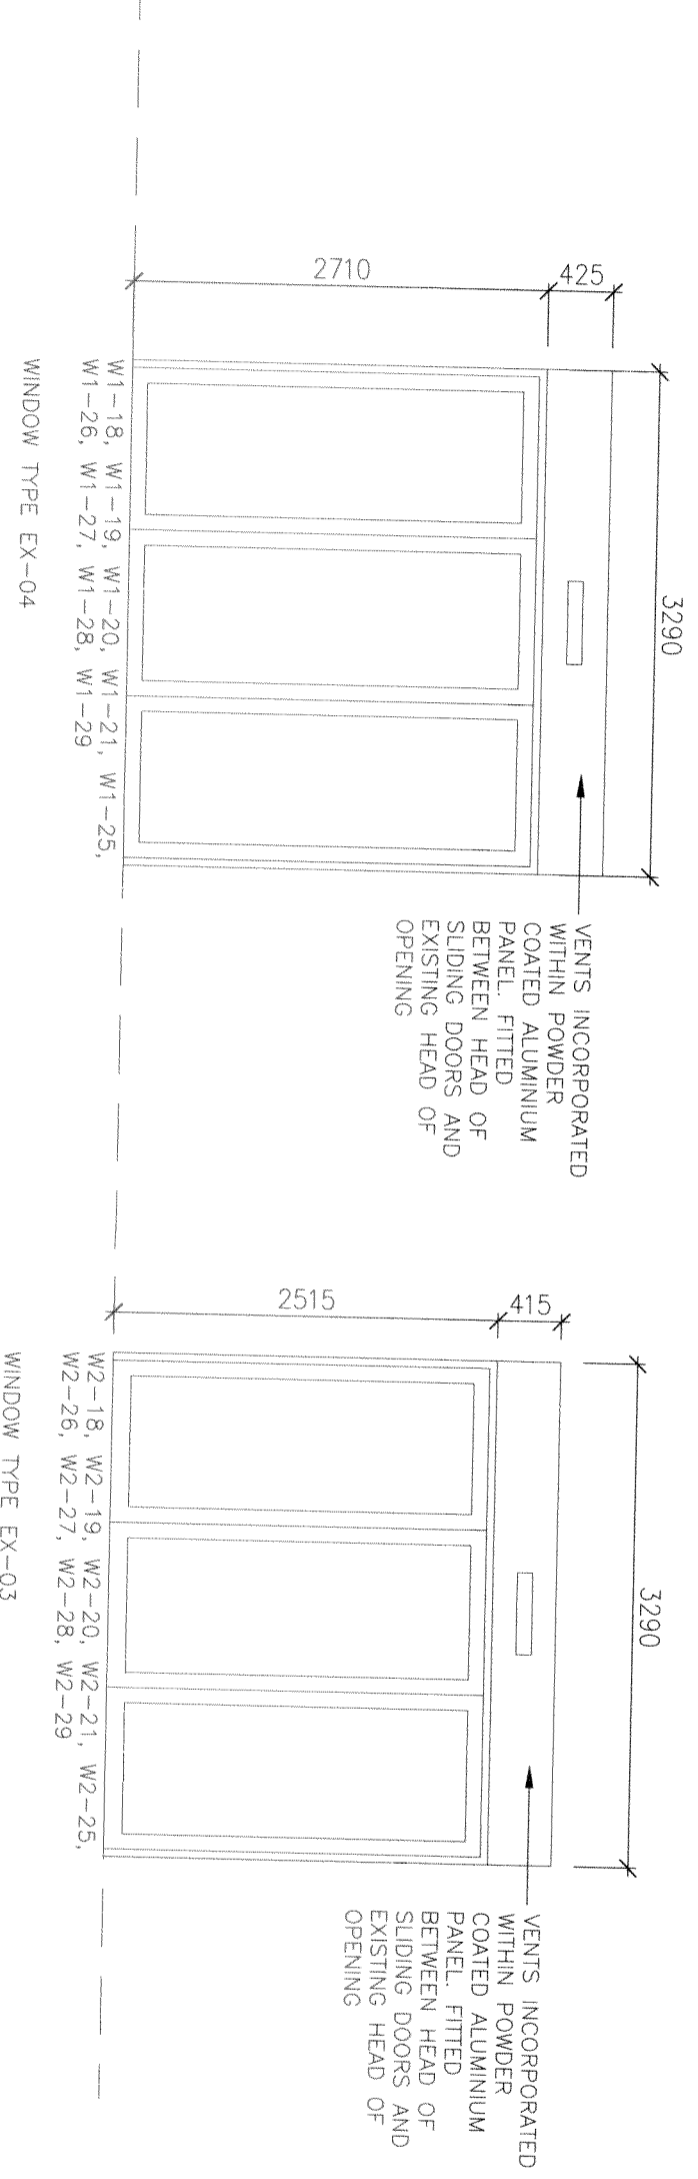 3290
425
2710
VENTS INCORPORATED
WITHIN POWDER
COATED ALUMINIUM
PANEL. FITTED
BETWEEN HEAD OF
SLIDING DOORS AND
EXISTING HEAD OF
OPENING
W1-18, W1-19, W1-20, W1-21, W1-25,
W1-26, W1-27, W1-28, W1-29
WINDOW TYPE EX-04
3290
415
2515
VENTS INCORPORATED
WITHIN POWDER
COATED ALUMINIUM
PANEL. FITTED
BETWEEN HEAD OF
SLIDING DOORS AND
EXISTING HEAD OF
OPENING
W2-18, W2-19, W2-20, W2-21, W2-25,
W2-26, W2-27, W2-28, W2-29
WINDOW TYPE EX-03